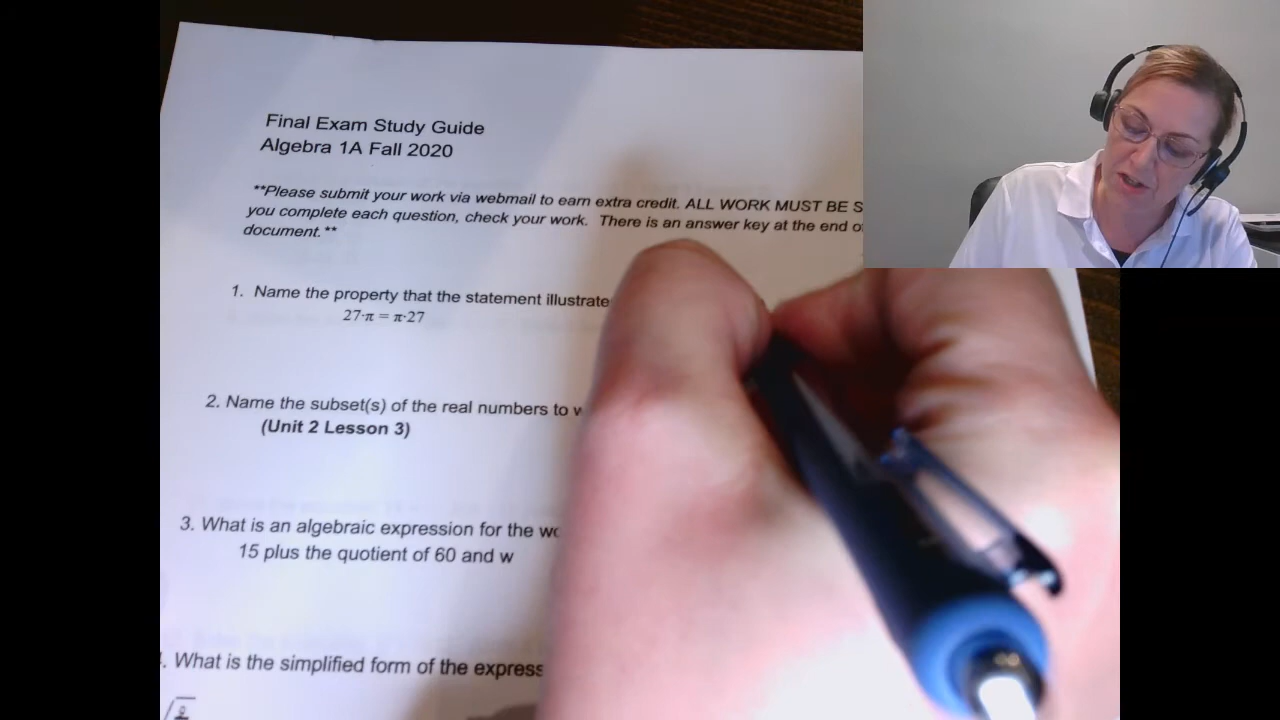 Final Exam Study Guide
Algebra 1A Fall 2020
**Please submit your work via webmail to earn extra credit. ALL WORK MUST BE
you complete each question, check your work. There is an answer key at the end
document.**
1. Name the property that the statement
27·π = π·27
2. Name the subset(s) of the real numbers to
(Unit 2 Lesson 3)
3. What is an algebraic expression for the
15 plus the quotient of 60 and w
. What is the simplified form of the